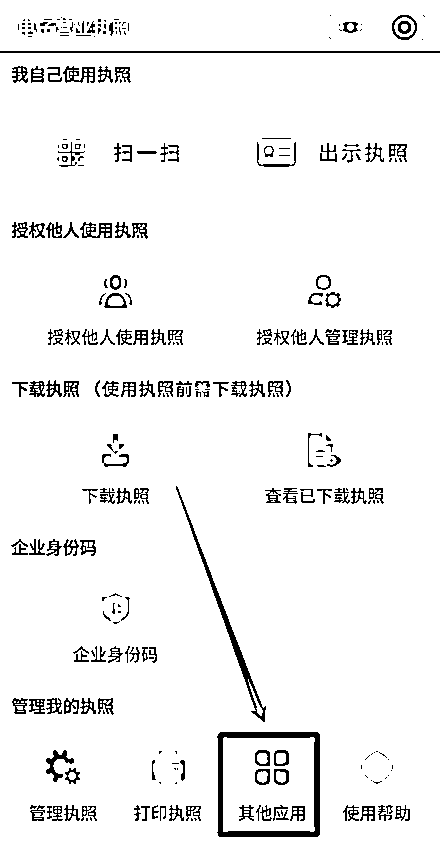 电子营业执照
我自己使用执照
扫一扫 出示执照
授权他人使用执照
授权他人使用执照 授权他人管理执照
下载执照 （使用执照前需下载执照）
下载执照 查看已下载执照
企业身份码
企业身份码
管理我的执照
管理执照 打印执照 其他应用 使用帮助